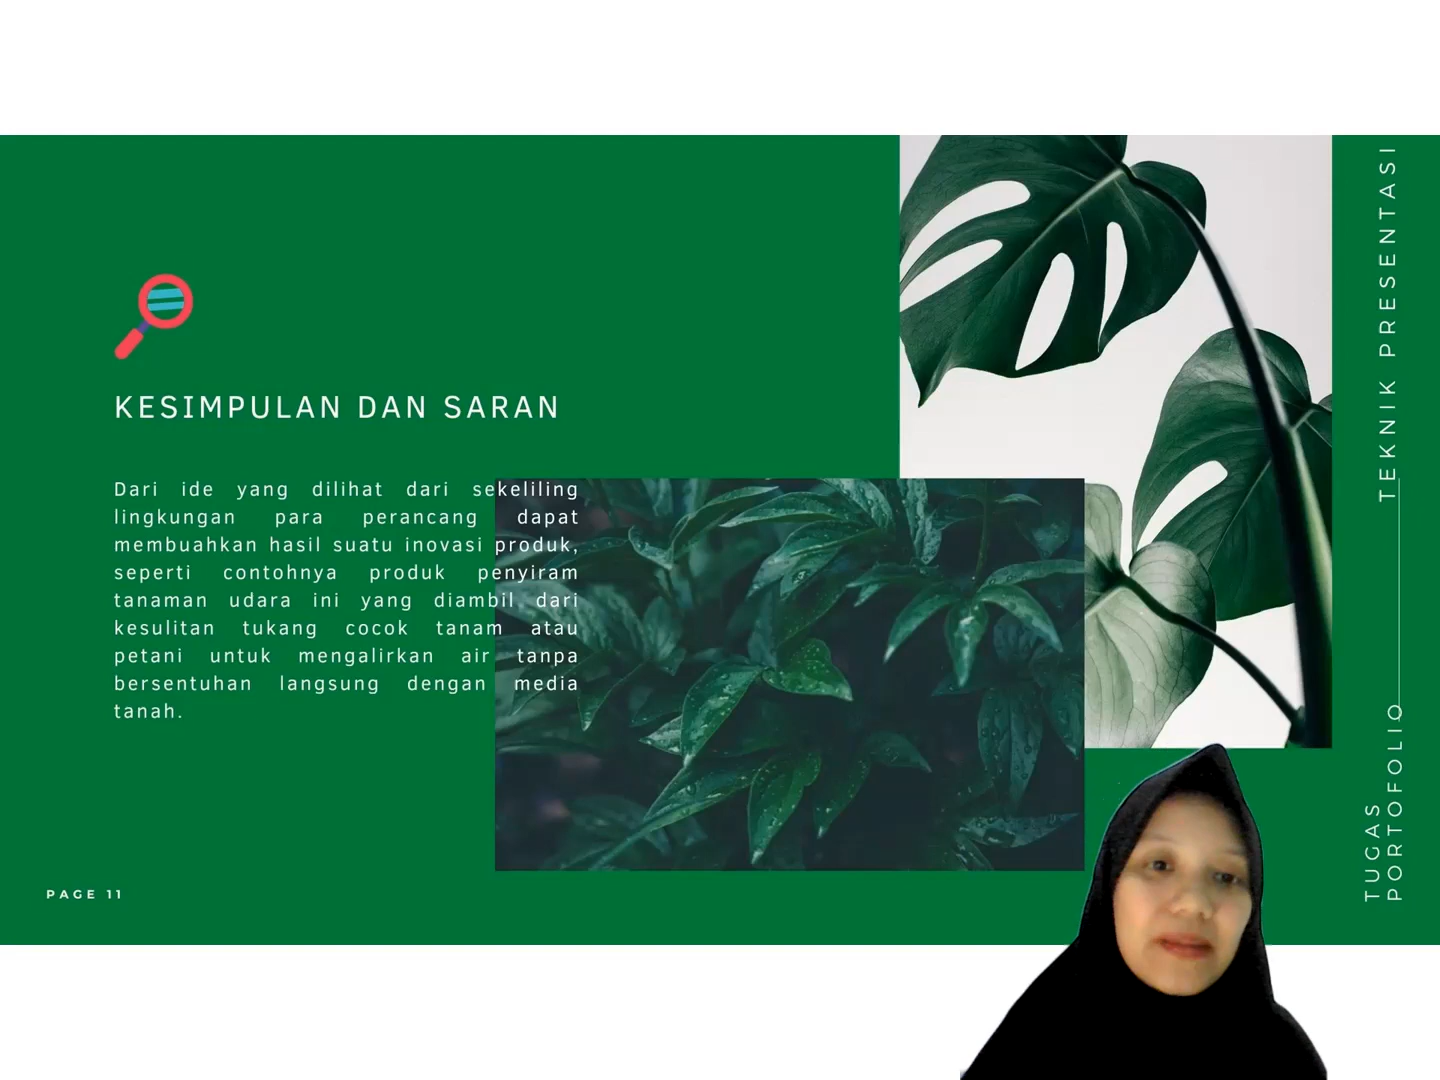 KESIMPULAN DAN SARAN
Dari ide yang dilihat dari sekeliling
lingkungan para perancang dapat
membuahkan hasil suatu inovasi produk,
seperti contohnya produk penyiram
tanaman udara ini yang diambil dari
kesulitan tukang cocok tanam atau
petani untuk mengalirkan air tanpa
bersentuhan langsung dengan media
tanah.
PAGE 11
TEKNIK PRESENTASI
TUGAS
PORTOFOLIO